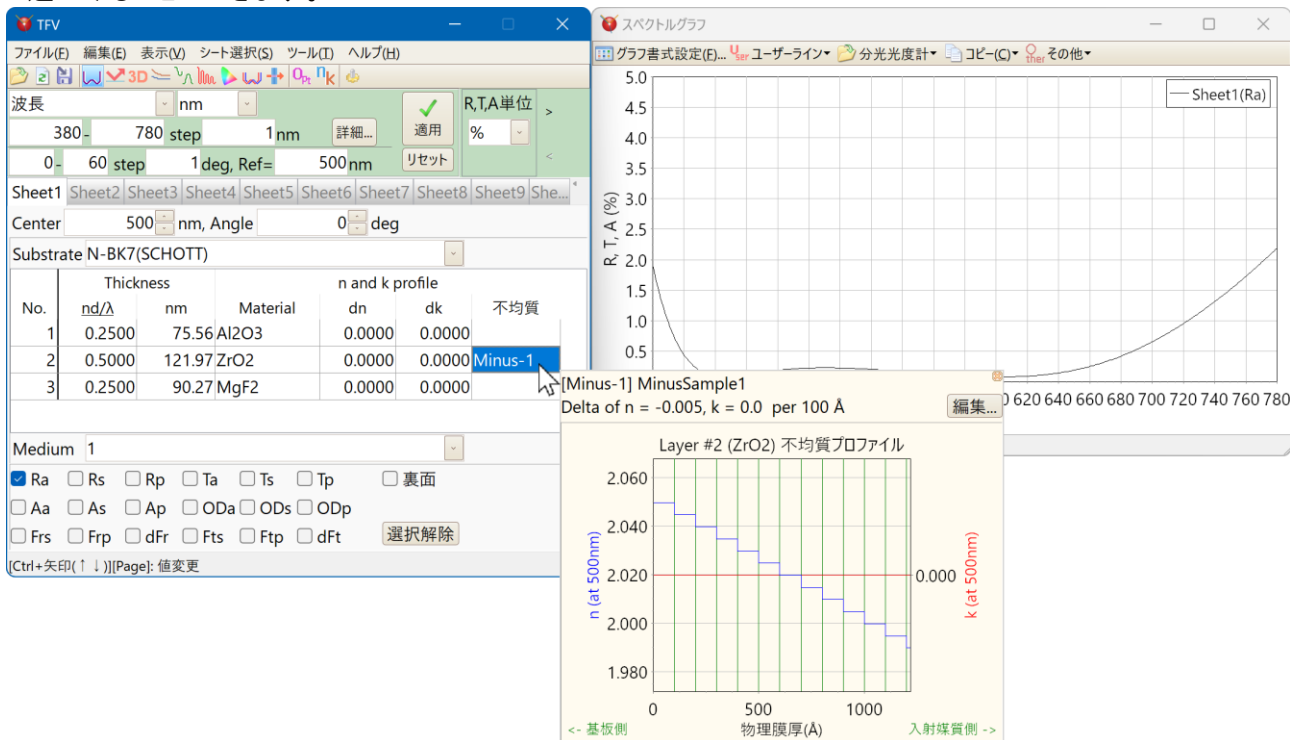 TFV
ファイル(F) 編集(E) 表示(V) シート選択(S) ツール(T) ヘルプ(H)
3D
波長 nm
380 - 780 step 1 nm 詳細... 適用
R,T,A単位
%
0 - 60 step 1 deg, Ref= 500 nm リセット
Sheet1 Sheet2 Sheet3 Sheet4 Sheet5 Sheet6 Sheet7 Sheet8 Sheet9 She...
Center 500 nm, Angle 0 deg
Substrate N-BK7(SCHOTT)
Thickness n and k profile
No. nd/λ nm Material dn dk 不均質
1 0.2500 75.56 Al2O3 0.0000 0.0000
2 0.5000 121.97 ZrO2 0.0000 0.0000 Minus-1
3 0.2500 90.27 MgF2 0.0000 0.0000
Medium 1
Ra Rs Rp Ta Ts Tp 裏面
Aa As Ap ODa ODs ODp
Frs Frp dFr Fts Ftp dFt 選択解除
[Ctrl+矢印(↑↓)][Page]: 値変更
スペクトルグラフ
グラフ書式設定(F)... User ユーザーライン 分光光度計 コピー(C) Other その他
Sheet1(Ra)
R, T, A (%)
5.0
4.5
4.0
3.5
3.0
2.5
2.0
1.5
1.0
0.5
620 640 660 680 700 720 740 760 780
[Minus-1] MinusSample1
Delta of n = -0.005, k = 0.0 per 100 Å 編集...
Layer #2 (ZrO2) 不均質プロファイル
n (at 500nm)
2.060
2.040
2.020
2.000
1.980
0.000
k (at 500nm)
0 500 1000
<- 基板側 物理膜厚(Å) 入射媒質側 ->